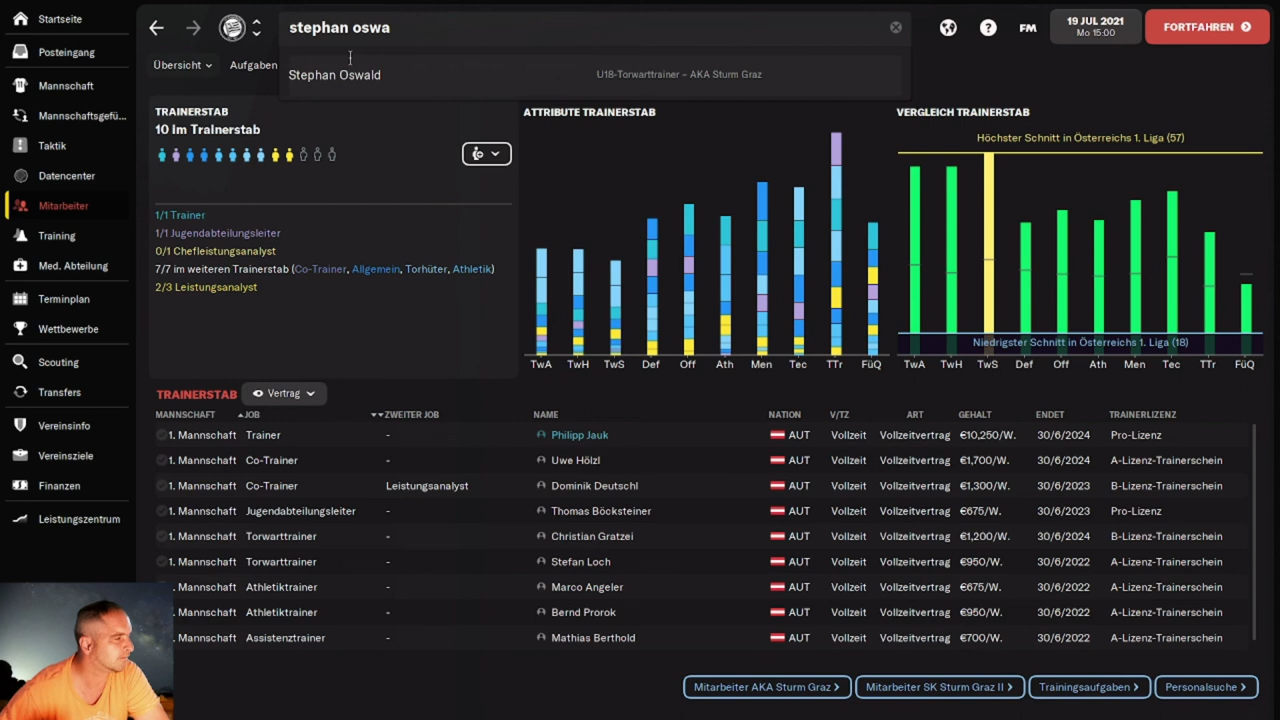 Startseite
Posteingang
Mannschaft
Mannschaftsgefü...
Taktik
Datencenter
Mitarbeiter
Training
Med. Abteilung
Terminplan
Wettbewerbe
Scouting
Transfers
Vereinsinfo
Vereinsziele
Finanzen
Leistungszentrum
stephan oswa
Stephan Oswald U18-Torwarttrainer – AKA Sturm Graz
FM
19 JUL 2021
Mo 15:00
FORTFAHREN
Übersicht Aufgaben
TRAINERSTAB
10 im Trainerstab
1/1 Trainer
1/1 Jugendabteilungsleiter
0/1 Chefleistungsanalyst
7/7 im weiteren Trainerstab (Co-Trainer, Allgemein, Torhüter, Athletik)
2/3 Leistungsanalyst
ATTRIBUTE TRAINERSTAB
TwA TwH TwS Def Off Ath Men Tec TTr FüQ
VERGLEICH TRAINERSTAB
Höchster Schnitt in Österreichs 1. Liga (57)
Niedrigster Schnitt in Österreichs 1. Liga (18)
TwA TwH TwS Def Off Ath Men Tec TTr FüQ
TRAINERSTAB Vertrag
MANNSCHAFT JOB ZWEITER JOB NAME NATION V/TZ ART GEHALT ENDET TRAINERLIZENZ
1. Mannschaft Trainer - Philipp Jauk AUT Vollzeit Vollzeitvertrag €10,250/W. 30/6/2024 Pro-Lizenz
1. Mannschaft Co-Trainer - Uwe Hölzl AUT Vollzeit Vollzeitvertrag €1,700/W. 30/6/2024 A-Lizenz-Trainerschein
1. Mannschaft Co-Trainer Leistungsanalyst Dominik Deutschl AUT Vollzeit Vollzeitvertrag €1,300/W. 30/6/2023 B-Lizenz-Trainerschein
1. Mannschaft Jugendabteilungsleiter - Thomas Böcksteiner AUT Vollzeit Vollzeitvertrag €675/W. 30/6/2023 Pro-Lizenz
1. Mannschaft Torwarttrainer - Christian Gratzei AUT Vollzeit Vollzeitvertrag €1,200/W. 30/6/2024 B-Lizenz-Trainerschein
1. Mannschaft Torwarttrainer - Stefan Loch AUT Vollzeit Vollzeitvertrag €950/W. 30/6/2022 A-Lizenz-Trainerschein
. Mannschaft Athletiktrainer - Marco Angeler AUT Vollzeit Vollzeitvertrag €675/W. 30/6/2022 A-Lizenz-Trainerschein
. Mannschaft Athletiktrainer - Bernd Prorok AUT Vollzeit Vollzeitvertrag €950/W. 30/6/2022 A-Lizenz-Trainerschein
. Mannschaft Assistenztrainer - Mathias Berthold AUT Vollzeit Vollzeitvertrag €700/W. 30/6/2022 A-Lizenz-Trainerschein
Mitarbeiter AKA Sturm Graz Mitarbeiter SK Sturm Graz II Trainingsaufgaben Personalsuche